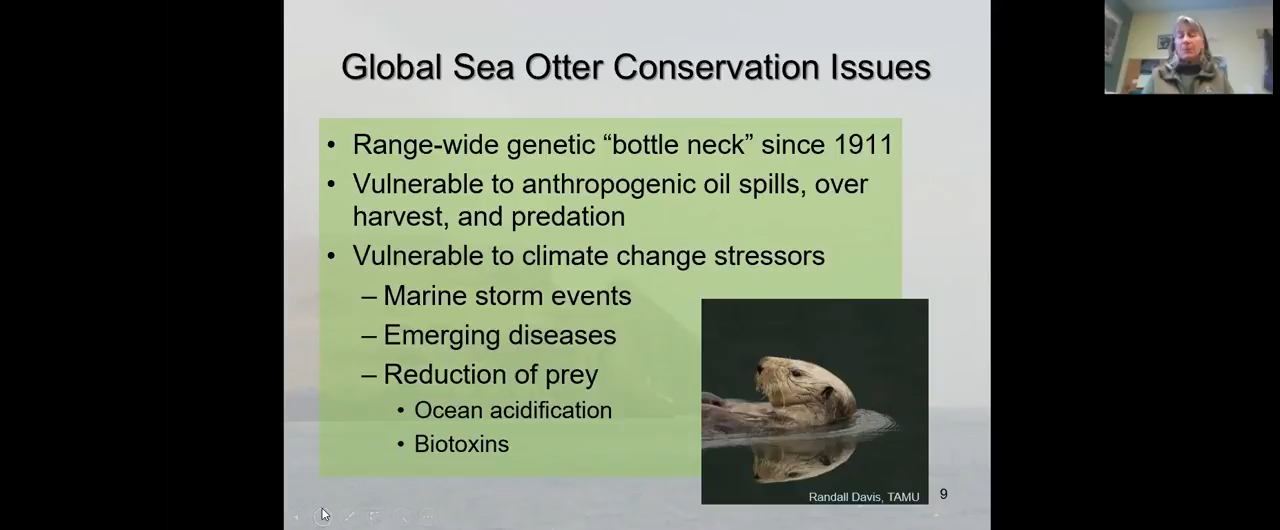 Global Sea Otter Conservation Issues
• Range-wide genetic “bottle neck” since 1911
• Vulnerable to anthropogenic oil spills, over
harvest, and predation
• Vulnerable to climate change stressors
– Marine storm events
– Emerging diseases
– Reduction of prey
• Ocean acidification
• Biotoxins
Randall Davis, TAMU
9